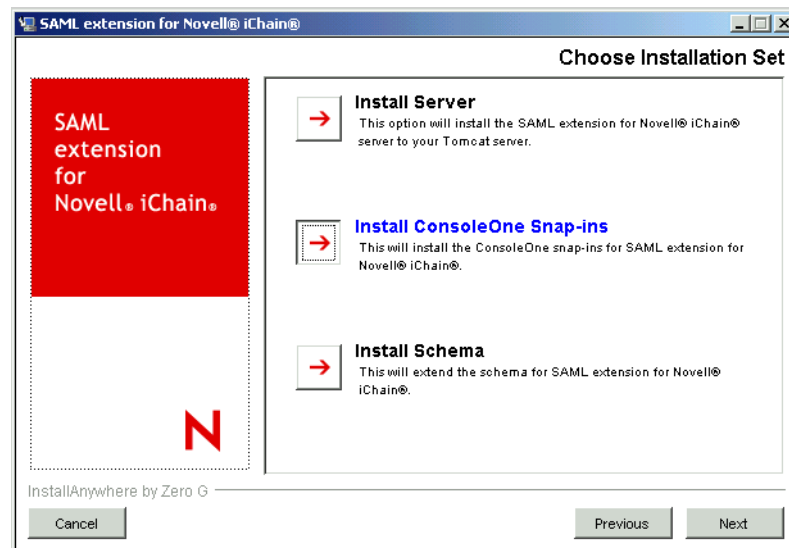 SAML extension for Novell® iChain®
Choose Installation Set
SAML
extension
for
Novell® iChain®
Install Server
This option will install the SAML extension for Novell® iChain®
server to your Tomcat server.
Install ConsoleOne Snap-ins
This will install the ConsoleOne snap-ins for SAML extension for
Novell® iChain®.
Install Schema
This will extend the schema for SAML extension for Novell®
iChain®.
N
InstallAnywhere by Zero G
Cancel
Previous
Next